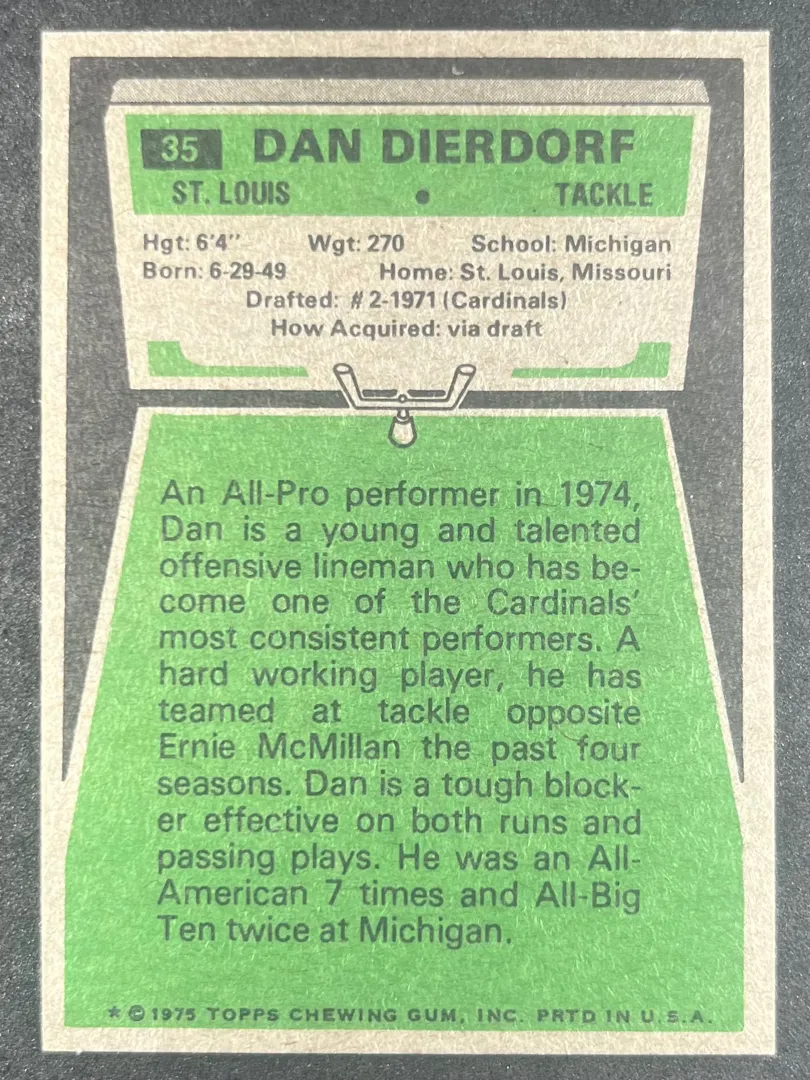 35 DAN DIERDORF
ST. LOUIS • TACKLE
Hgt: 6'4" Wgt: 270 School: Michigan
Born: 6-29-49 Home: St. Louis, Missouri
Drafted: #2-1971 (Cardinals)
How Acquired: via draft
An All-Pro performer in 1974,
Dan is a young and talented
offensive lineman who has be-
come one of the Cardinals'
most consistent performers. A
hard working player, he has
teamed at tackle opposite
Ernie McMillan the past four
seasons. Dan is a tough block-
er effective on both runs and
passing plays. He was an All-
American 7 times and All-Big
Ten twice at Michigan.
* © 1975 TOPPS CHEWING GUM, INC. PRTD IN U.S.A.